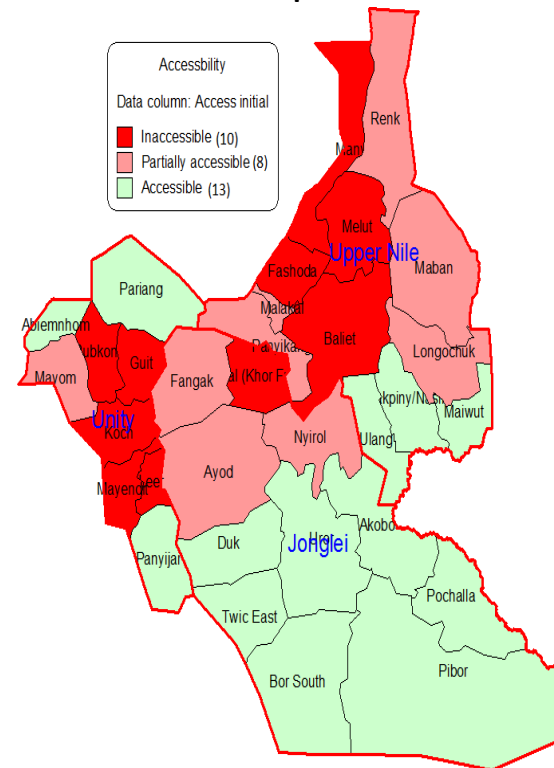 Accessbility
Data column: Access initial
Inaccessible (10)
Partially accessible (8)
Accessible (13)
Renk
Melut
Upper Nile
Maban
Fashoda
Pariang
Malakal
Abiemnhom
Baliet
Longochuk
Guit
Mayom
Fangak
Maiwut
Unity
Koch
Nyirol
Ulang
Ayod
Akobo
Duk
Jonglei
Panyijar
Pochalla
Twic East
Pibor
Bor South